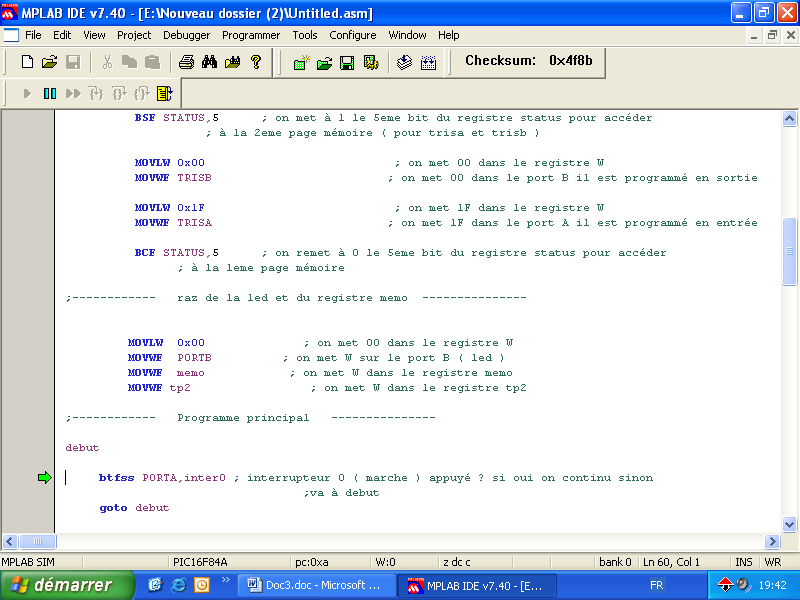 MPLAB IDE v7.40 - [E:\Nouveau dossier (2)\Untitled.asm]
File Edit View Project Debugger Programmer Tools Configure Window Help
Checksum: 0x4f8b
BSF STATUS,5 ; on met à 1 le 5eme bit du registre status pour accéder
; à la 2eme page mémoire ( pour trisa et trisb )
MOVLW 0x00 ; on met 00 dans le registre W
MOVWF TRISB ; on met 00 dans le port B il est programmé en sortie
MOVLW 0x1F ; on met 1F dans le registre W
MOVWF TRISA ; on met 1F dans le port A il est programmé en entrée
BCF STATUS,5 ; on remet à 0 le 5eme bit du registre status pour accéder
; à la 1eme page mémoire
;------------ raz de la led et du registre memo ---------------
MOVLW 0x00 ; on met 00 dans le registre W
MOVWF PORTB ; on met W sur le port B ( led )
MOVWF memo ; on met W dans le registre memo
MOVWF tp2 ; on met W dans le registre tp2
;------------ Programme principal ---------------
debut
btfss PORTA,inter0 ; interrupteur 0 ( marche ) appuyé ? si oui on continu sinon
;va à debut
goto debut
MPLAB SIM PIC16F84A pc:0xa W:0 z dc c bank 0 Ln 60, Col 1 INS WR
démarrer » Doc3.doc - Microsoft ... MPLAB IDE v7.40 - [E... FR 19:42